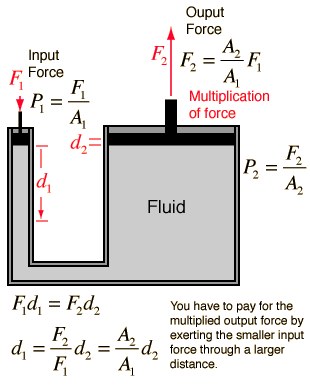 Ouput
Force
Input
Force
F₁
F₂
F₂ = A₂/A₁ F₁
P₁ = F₁/A₁
Multiplication
of force
d₂=
d₁
P₂ = F₂/A₂
Fluid
F₁d₁ = F₂d₂
d₁ = F₂/F₁ d₂ = A₂/A₁ d₂
You have to pay for the
multiplied output force by
exerting the smaller input
force through a larger
distance.